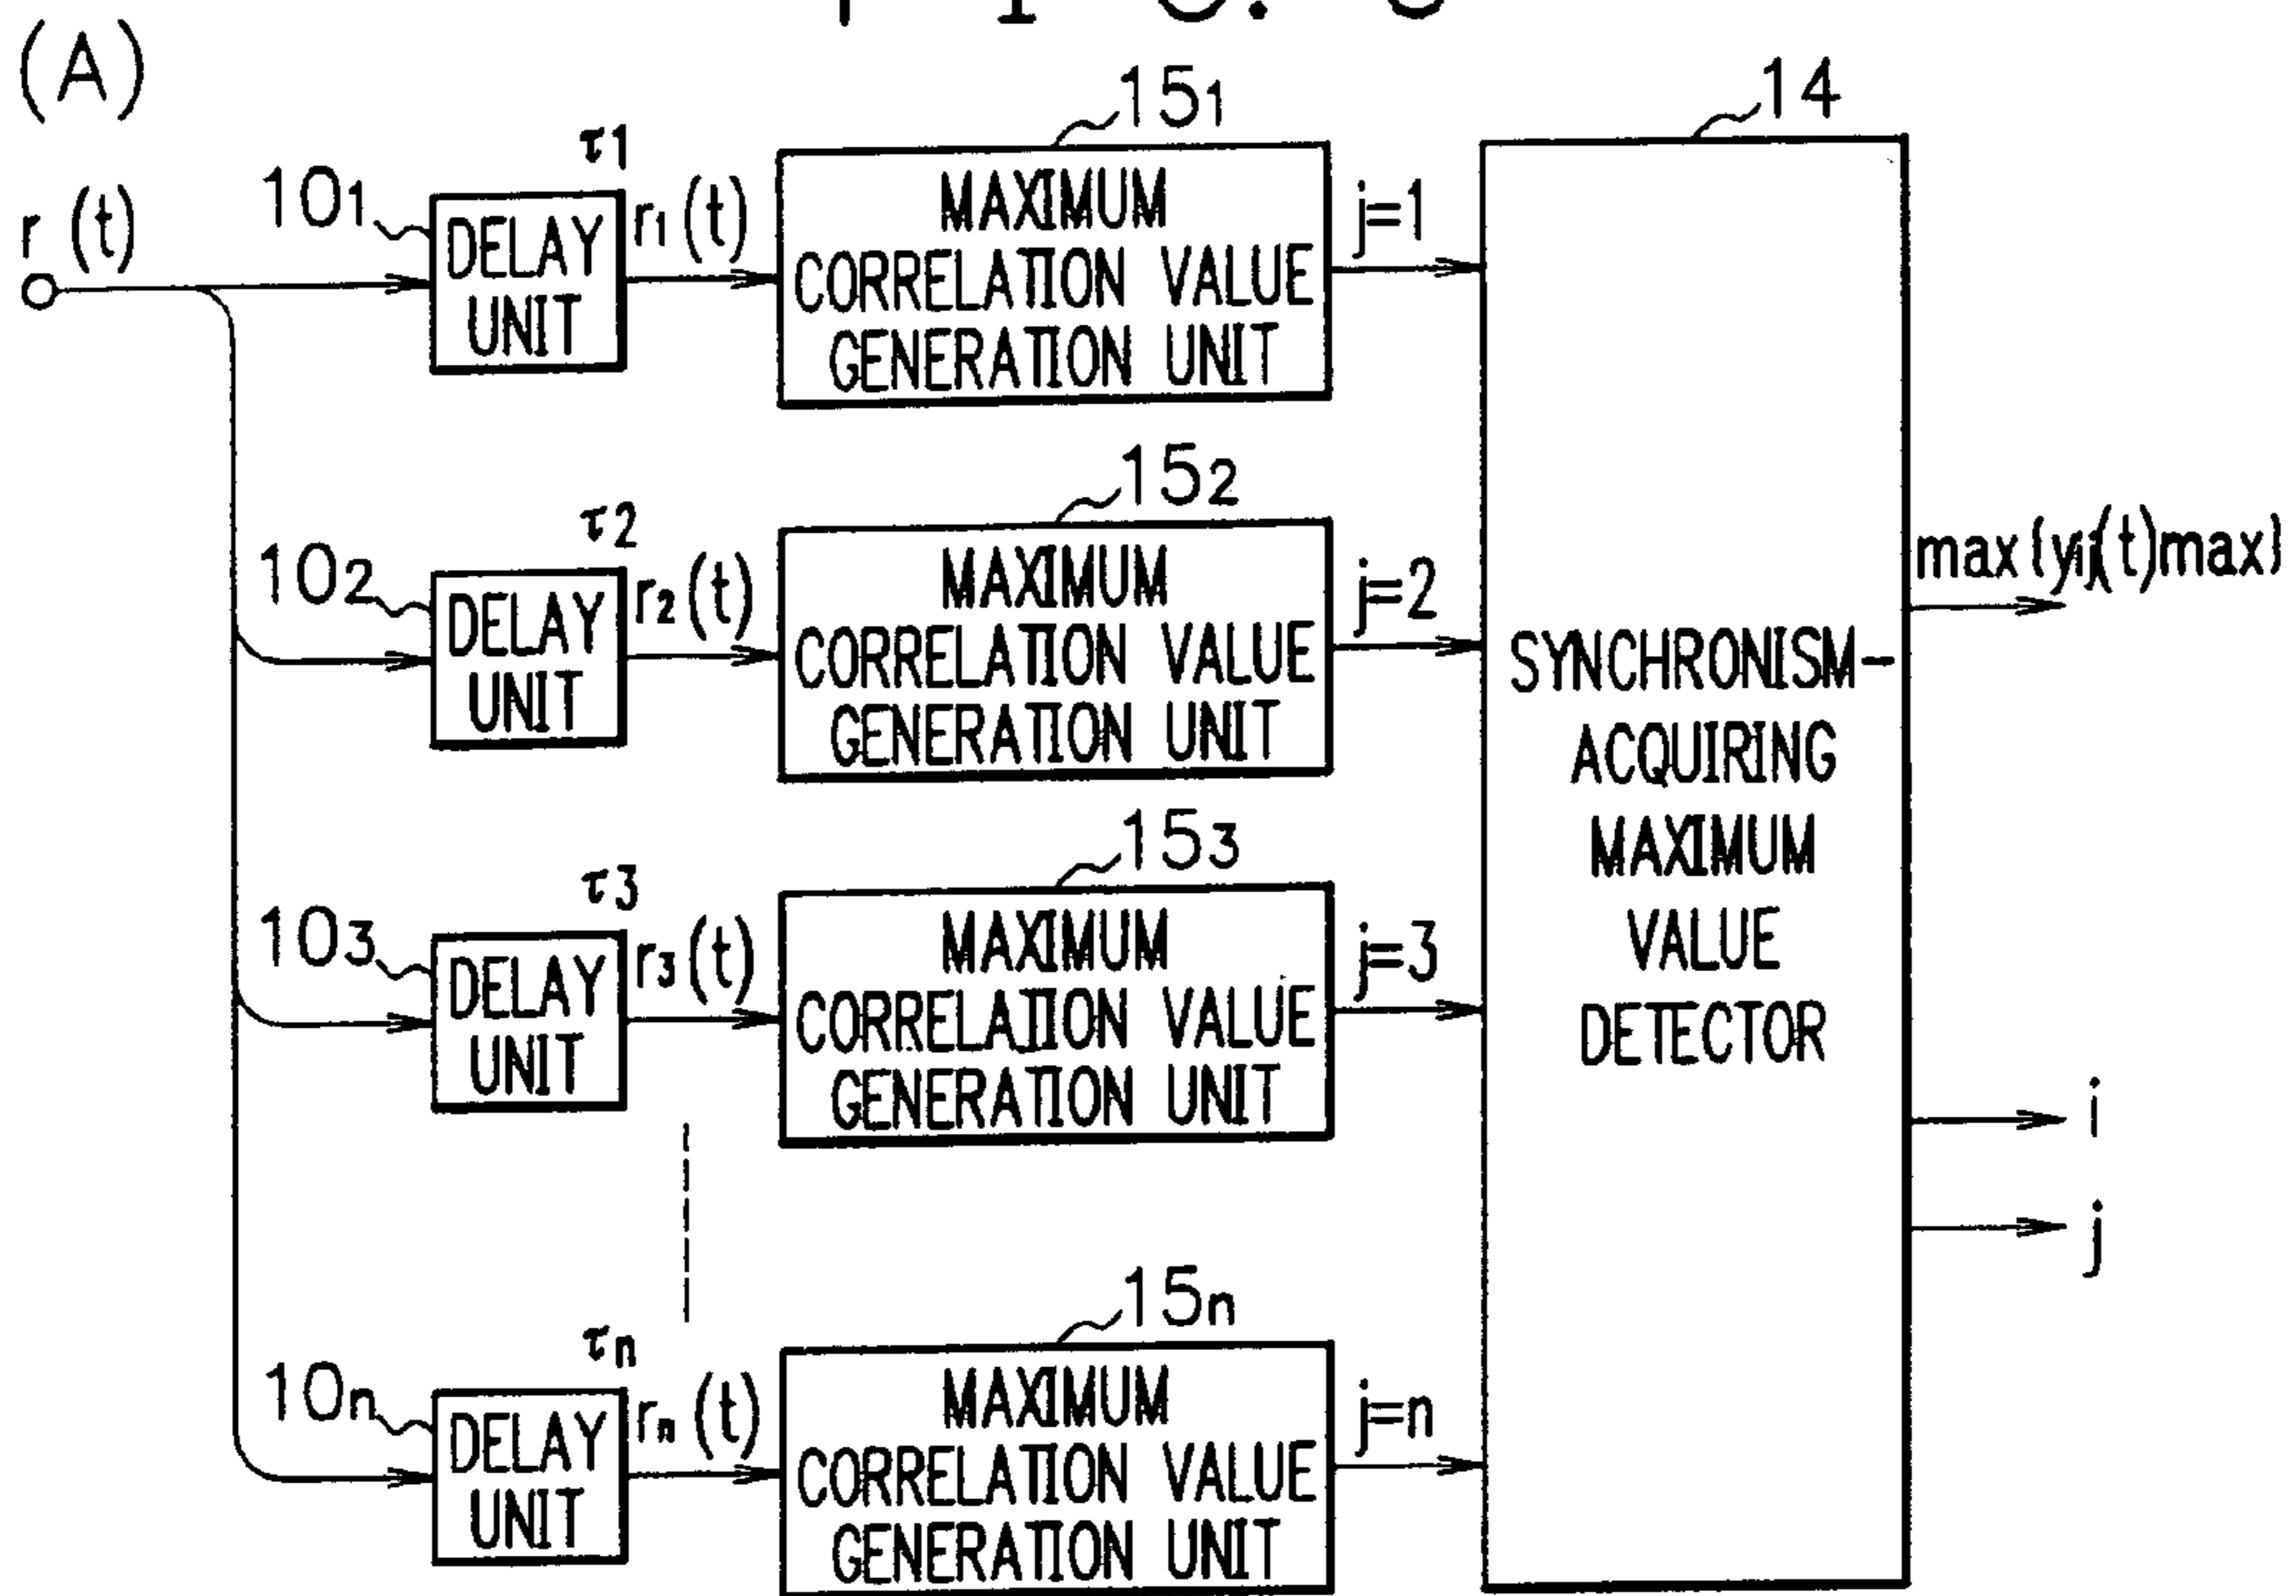 (A)
r (t)
10₁
τ1
DELAY
UNIT
r₁(t)
15₁
MAXIMUM
CORRELATION VALUE
GENERATION UNIT
j=1
10₂
τ2
DELAY
UNIT
r₂(t)
15₂
MAXIMUM
CORRELATION VALUE
GENERATION UNIT
j=2
10₃
τ3
DELAY
UNIT
r₃(t)
15₃
MAXIMUM
CORRELATION VALUE
GENERATION UNIT
j=3
10n
τn
DELAY
UNIT
rn(t)
15n
MAXIMUM
CORRELATION VALUE
GENERATION UNIT
j=n
14
SYNCHRONISM-
ACQUIRING
MAXIMUM
VALUE
DETECTOR
max{yij(t)max}
i
j